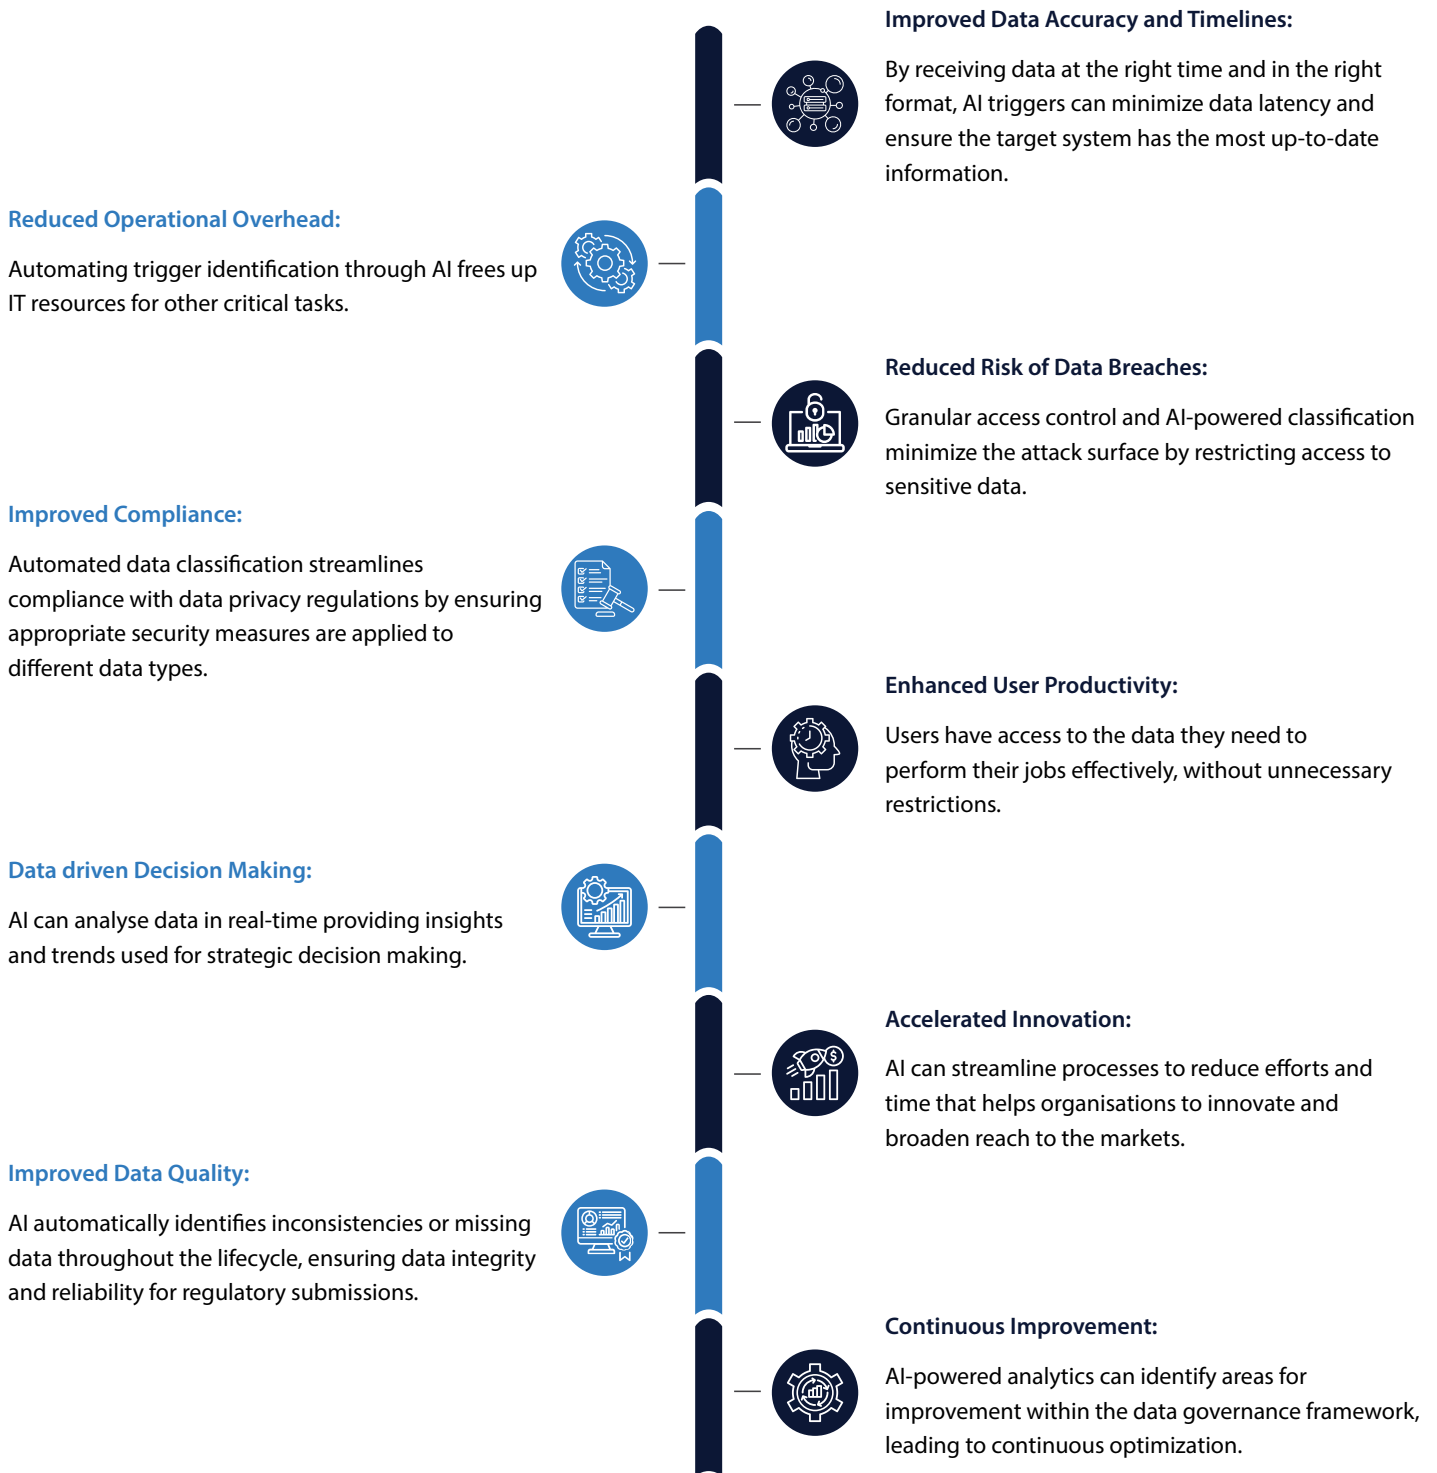 Improved Data Accuracy and Timelines:
By receiving data at the right time and in the right
format, AI triggers can minimize data latency and
ensure the target system has the most up-to-date
information.
Reduced Operational Overhead:
Automating trigger identification through AI frees up
IT resources for other critical tasks.
Reduced Risk of Data Breaches:
Granular access control and AI-powered classification
minimize the attack surface by restricting access to
sensitive data.
Improved Compliance:
Automated data classification streamlines
compliance with data privacy regulations by ensuring
appropriate security measures are applied to
different data types.
Enhanced User Productivity:
Users have access to the data they need to
perform their jobs effectively, without unnecessary
restrictions.
Data driven Decision Making:
AI can analyse data in real-time providing insights
and trends used for strategic decision making.
Accelerated Innovation:
AI can streamline processes to reduce efforts and
time that helps organisations to innovate and
broaden reach to the markets.
Improved Data Quality:
AI automatically identifies inconsistencies or missing
data throughout the lifecycle, ensuring data integrity
and reliability for regulatory submissions.
Continuous Improvement:
AI-powered analytics can identify areas for
improvement within the data governance framework,
leading to continuous optimization.